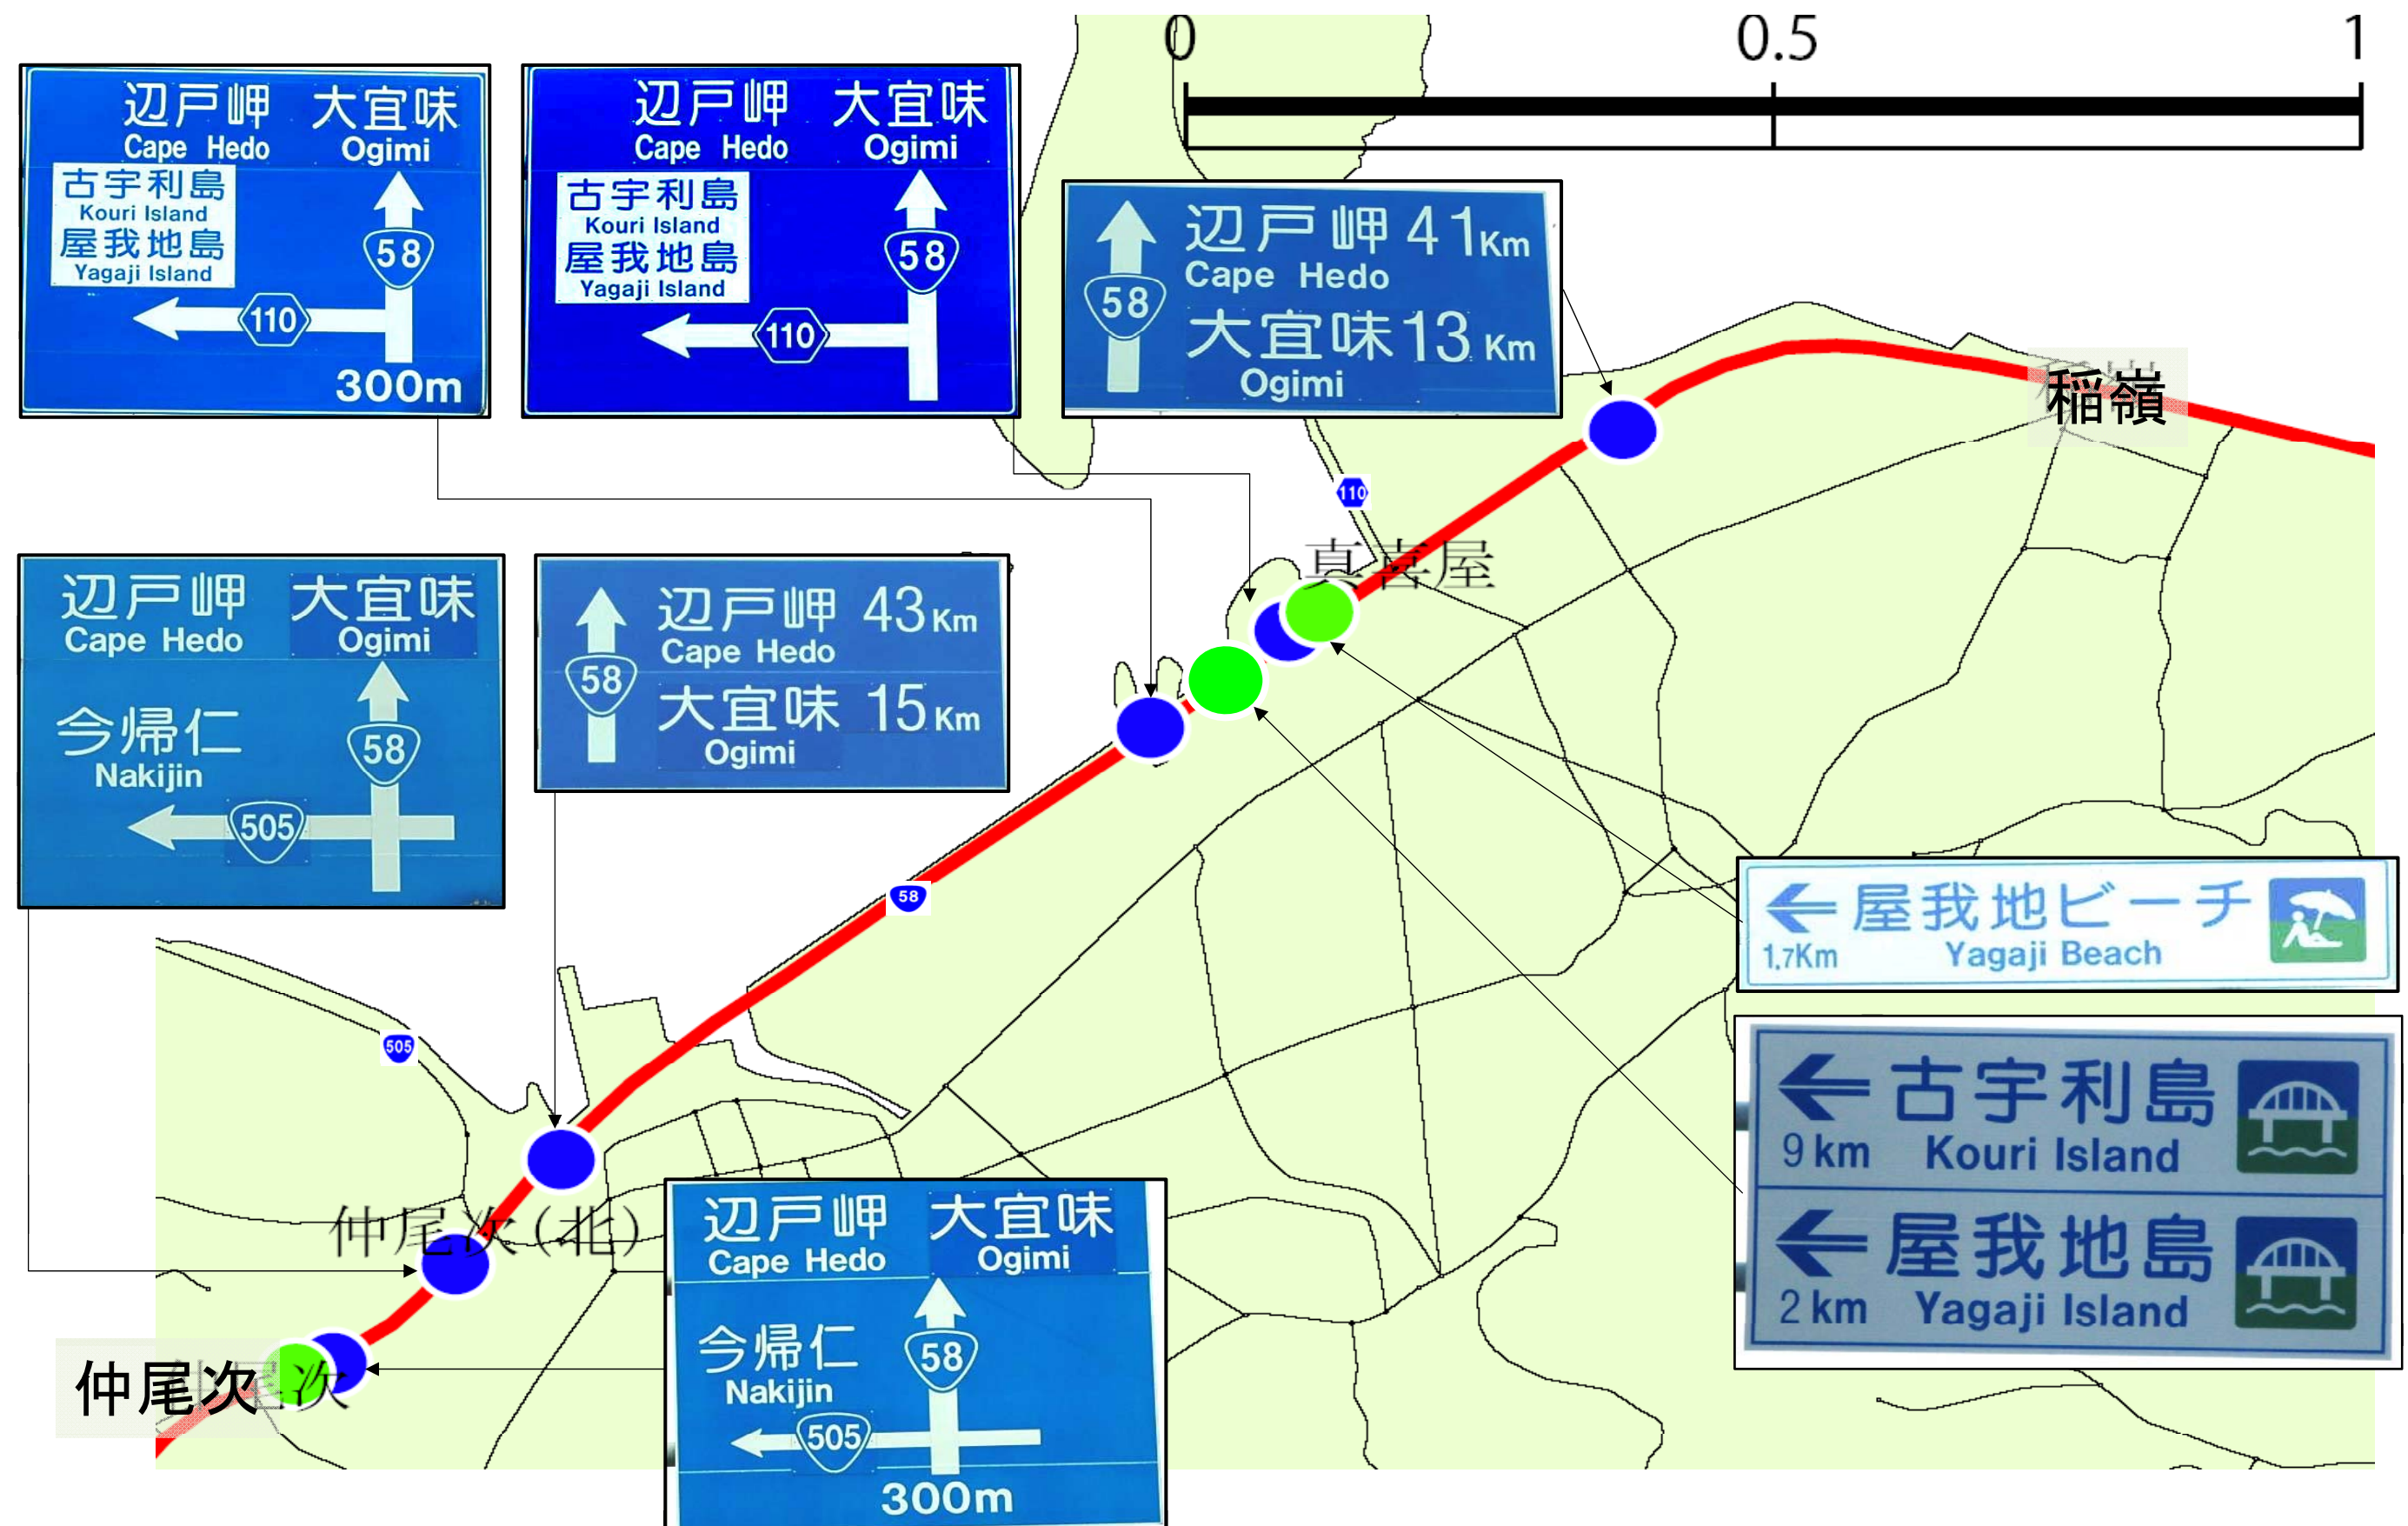 0 0.5 1
辺戸岬 大宜味
Cape Hedo Ogimi
古宇利島
Kouri Island
屋我地島
Yagaji Island
58
110
300m
辺戸岬 大宜味
Cape Hedo Ogimi
古宇利島
Kouri Island
屋我地島
Yagaji Island
58
110
辺戸岬 41Km
Cape Hedo
58
大宜味 13 Km
Ogimi
稲嶺
110
真喜屋
辺戸岬 大宜味
Cape Hedo Ogimi
今帰仁
Nakijin
58
505
辺戸岬 43Km
Cape Hedo
58
大宜味 15Km
Ogimi
58
屋我地ビーチ
1.7Km Yagaji Beach
古宇利島
9km Kouri Island
屋我地島
2km Yagaji Island
505
仲尾次(北)
仲尾次
辺戸岬 大宜味
Cape Hedo Ogimi
今帰仁
Nakijin
58
505
300m